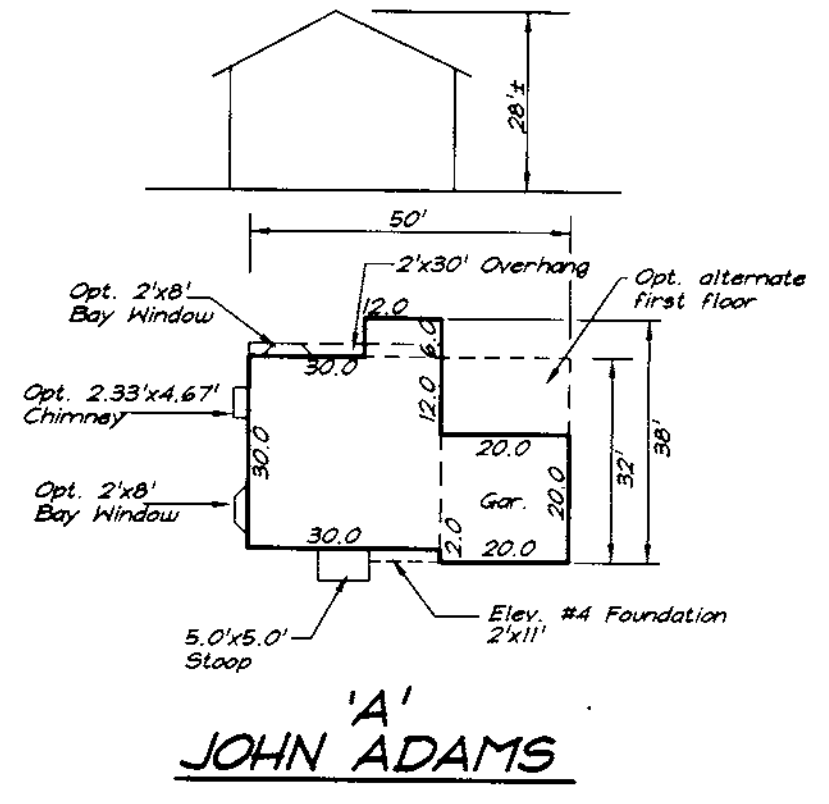 28'±
50'
2'x30' Overhang
Opt. alternate
first floor
Opt. 2'x8'
Bay Window
12.0
6.0
30.0
Opt. 2.33'x4.67'
Chimney
12.0
30.0
20.0
32'
38'
Opt. 2'x8'
Bay Window
Gar.
20.0
30.0
2.0
20.0
Elev. #4 Foundation
2'x11'
5.0'x5.0'
Stoop
'A'
JOHN ADAMS